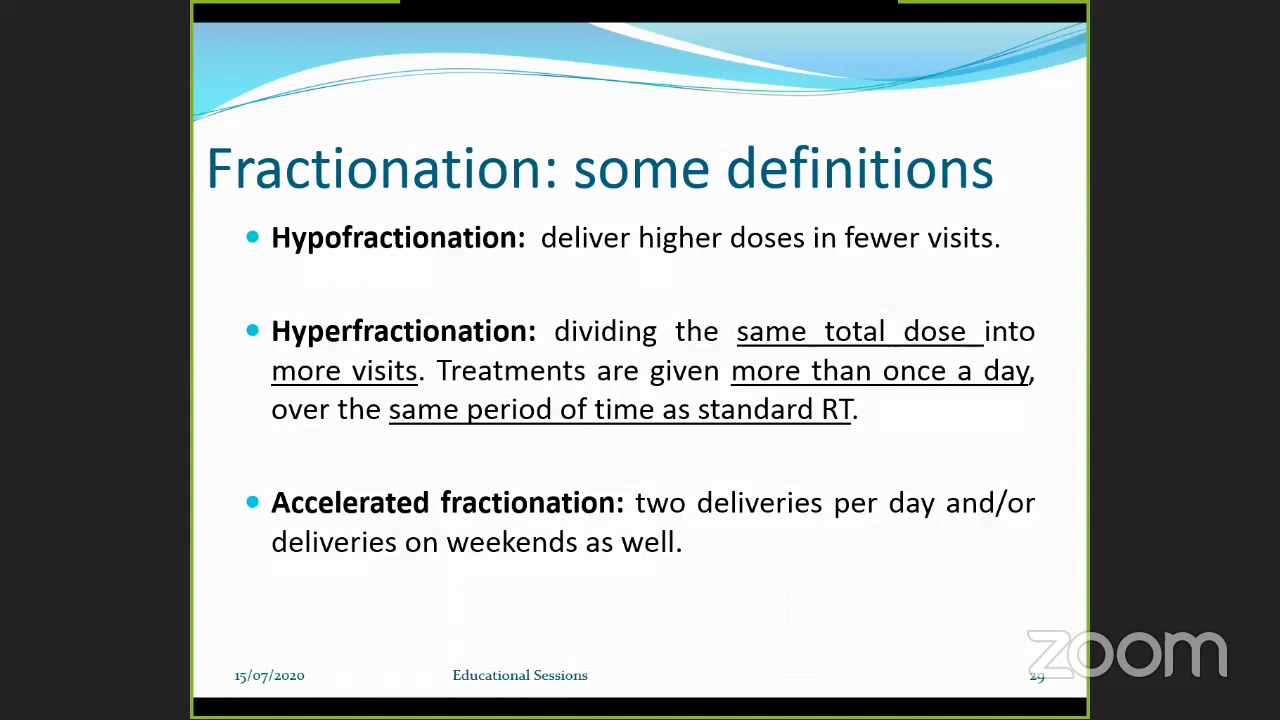 Fractionation: some definitions
Hypofractionation: deliver higher doses in fewer visits.
Hyperfractionation: dividing the same total dose into
more visits. Treatments are given more than once a day,
over the same period of time as standard RT.
Accelerated fractionation: two deliveries per day and/or
deliveries on weekends as well.
15/07/2020
Educational Sessions
29
zoom